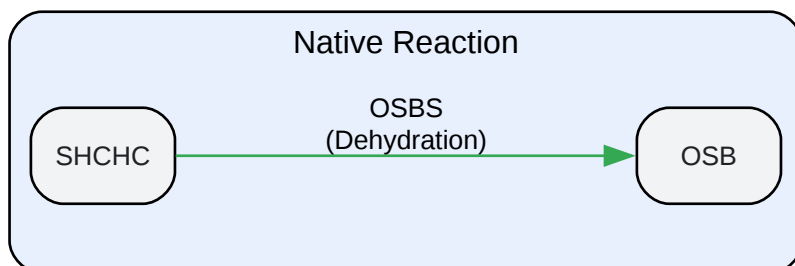 Native Reaction
OSBS
(Dehydration)
SHCHC
OSB